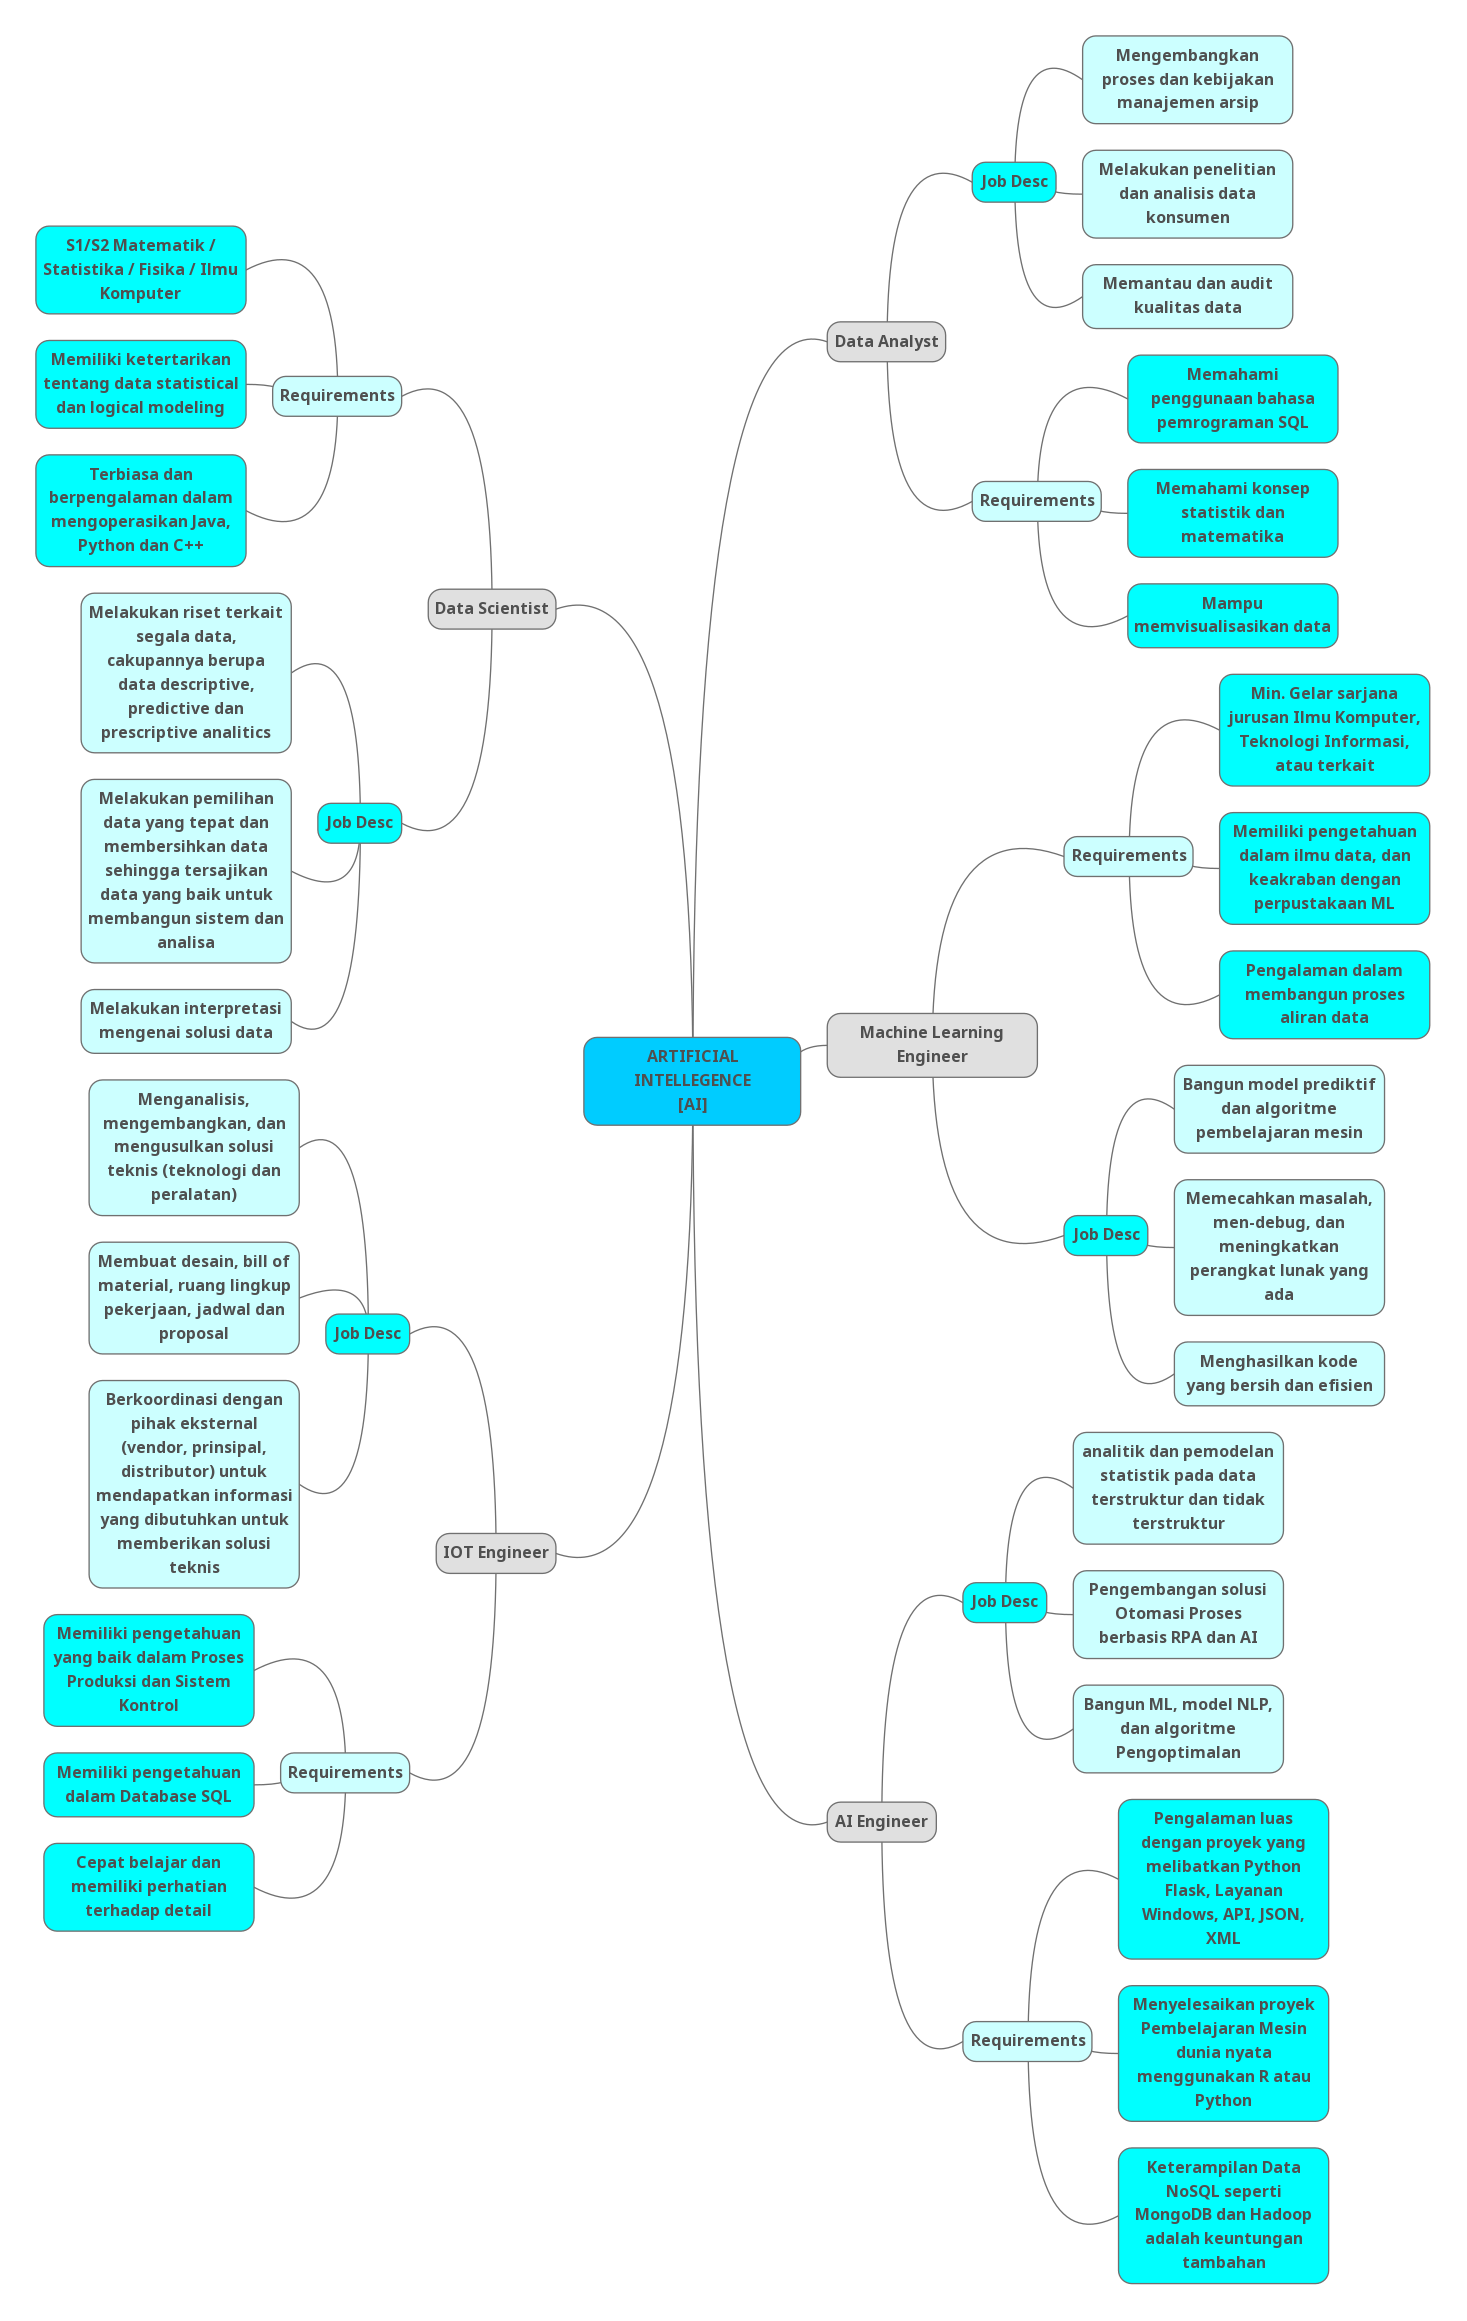 ARTIFICIAL
INTELLEGENCE
[AI]
Data Analyst
Job Desc
Mengembangkan
proses dan kebijakan
manajemen arsip
Melakukan penelitian
dan analisis data
konsumen
Memantau dan audit
kualitas data
Requirements
Memahami
penggunaan bahasa
pemrograman SQL
Memahami konsep
statistik dan
matematika
Mampu
memvisualisasikan data
Machine Learning
Engineer
Requirements
Min. Gelar sarjana
jurusan Ilmu Komputer,
Teknologi Informasi,
atau terkait
Memiliki pengetahuan
dalam ilmu data, dan
keakraban dengan
perpustakaan ML
Pengalaman dalam
membangun proses
aliran data
Job Desc
Bangun model prediktif
dan algoritme
pembelajaran mesin
Memecahkan masalah,
men-debug, dan
meningkatkan
perangkat lunak yang
ada
Menghasilkan kode
yang bersih dan efisien
AI Engineer
Job Desc
analitik dan pemodelan
statistik pada data
terstruktur dan tidak
terstruktur
Pengembangan solusi
Otomasi Proses
berbasis RPA dan AI
Bangun ML, model NLP,
dan algoritme
Pengoptimalan
Requirements
Pengalaman luas
dengan proyek yang
melibatkan Python
Flask, Layanan
Windows, API, JSON,
XML
Menyelesaikan proyek
Pembelajaran Mesin
dunia nyata
menggunakan R atau
Python
Keterampilan Data
NoSQL seperti
MongoDB dan Hadoop
adalah keuntungan
tambahan
Data Scientist
Requirements
S1/S2 Matematik /
Statistika / Fisika / Ilmu
Komputer
Memiliki ketertarikan
tentang data statistical
dan logical modeling
Terbiasa dan
berpengalaman dalam
mengoperasikan Java,
Python dan C++
Job Desc
Melakukan riset terkait
segala data,
cakupannya berupa
data descriptive,
predictive dan
prescriptive analitics
Melakukan pemilihan
data yang tepat dan
membersihkan data
sehingga tersajikan
data yang baik untuk
membangun sistem dan
analisa
Melakukan interpretasi
mengenai solusi data
IOT Engineer
Job Desc
Menganalisis,
mengembangkan, dan
mengusulkan solusi
teknis (teknologi dan
peralatan)
Membuat desain, bill of
material, ruang lingkup
pekerjaan, jadwal dan
proposal
Berkoordinasi dengan
pihak eksternal
(vendor, prinsipal,
distributor) untuk
mendapatkan informasi
yang dibutuhkan untuk
memberikan solusi
teknis
Requirements
Memiliki pengetahuan
yang baik dalam Proses
Produksi dan Sistem
Kontrol
Memiliki pengetahuan
dalam Database SQL
Cepat belajar dan
memiliki perhatian
terhadap detail